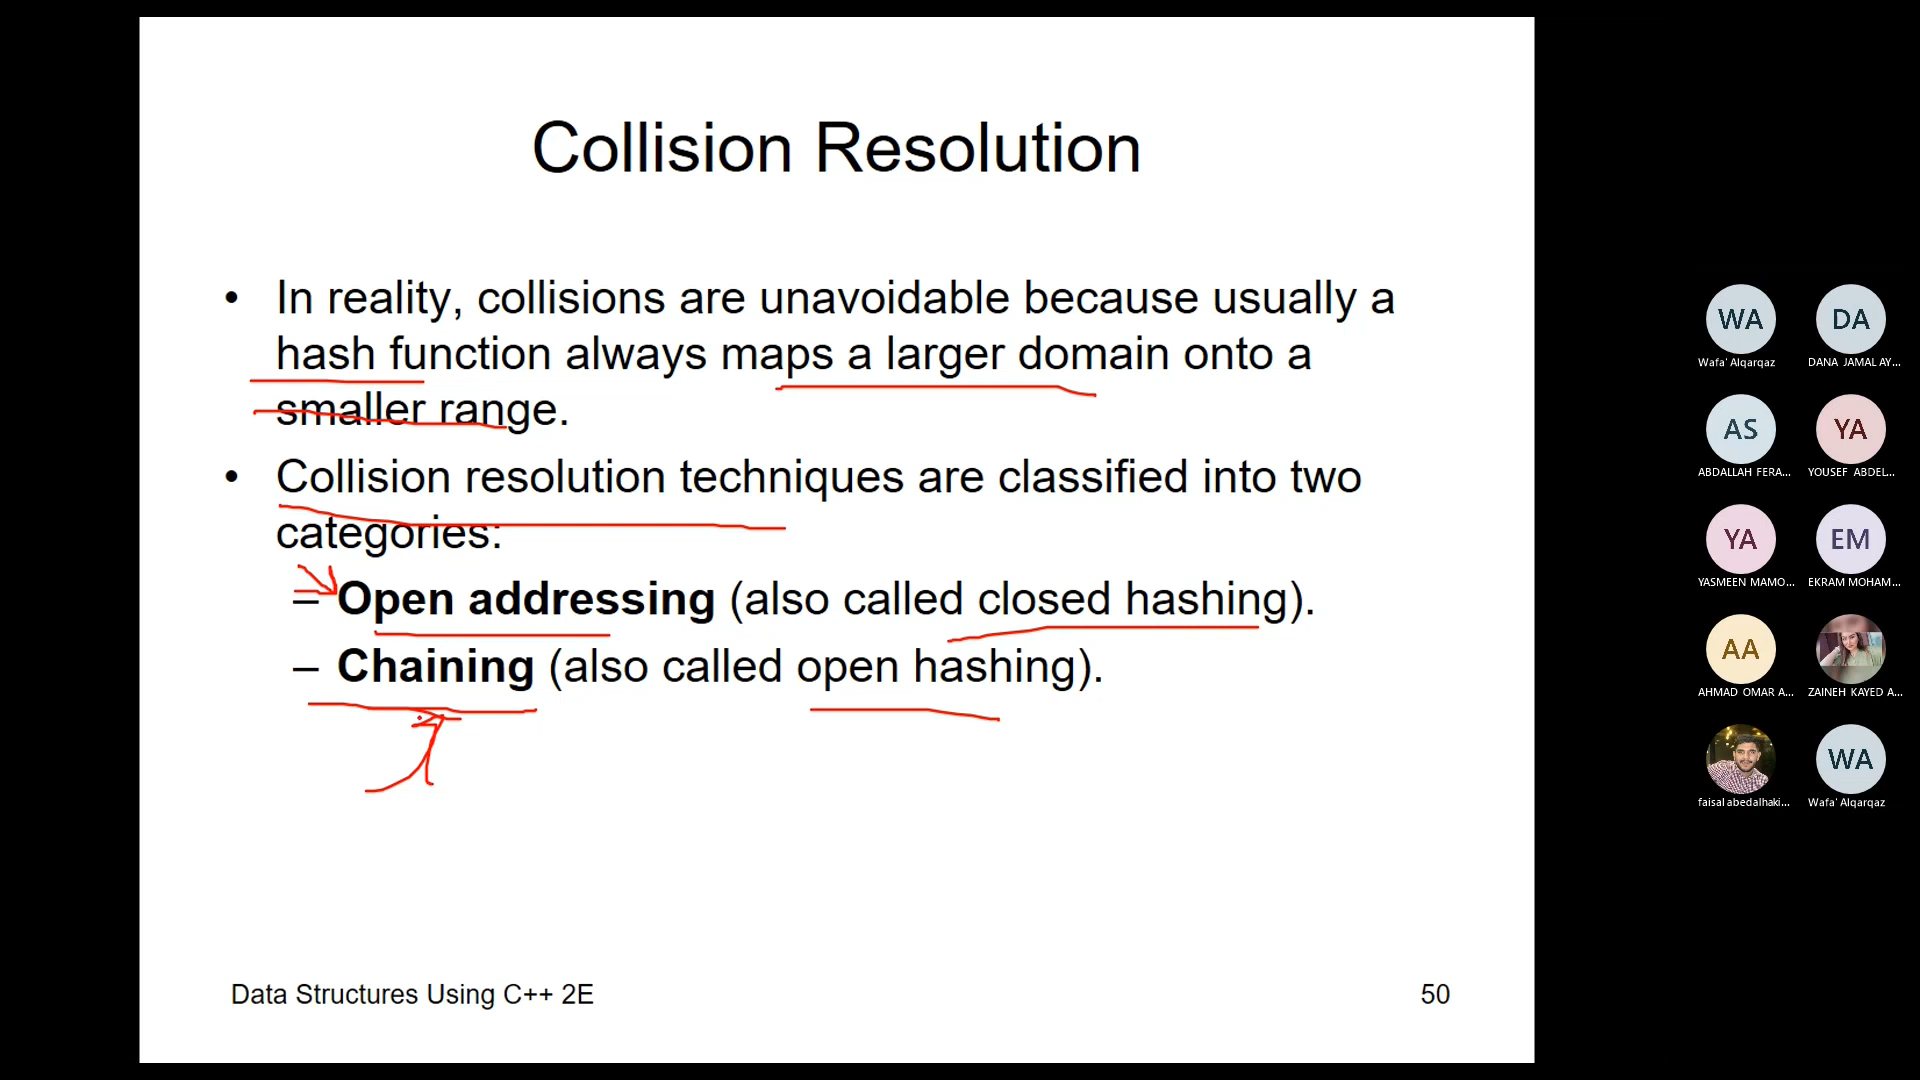 Collision Resolution
• In reality, collisions are unavoidable because usually a
hash function always maps a larger domain onto a
smaller range.
• Collision resolution techniques are classified into two
categories:
– Open addressing (also called closed hashing).
– Chaining (also called open hashing).
Data Structures Using C++ 2E
50
WA
DA
Wafa' Alqarqaz
DANA JAMAL AY...
AS
YA
ABDALLAH FERA...
YOUSEF ABDEL...
YA
EM
YASMEEN MAMO...
EKRAM MOHAM...
AA
AHMAD OMAR A...
ZAINEH KAYED A...
WA
faisal abedalhaki...
Wafa' Alqarqaz